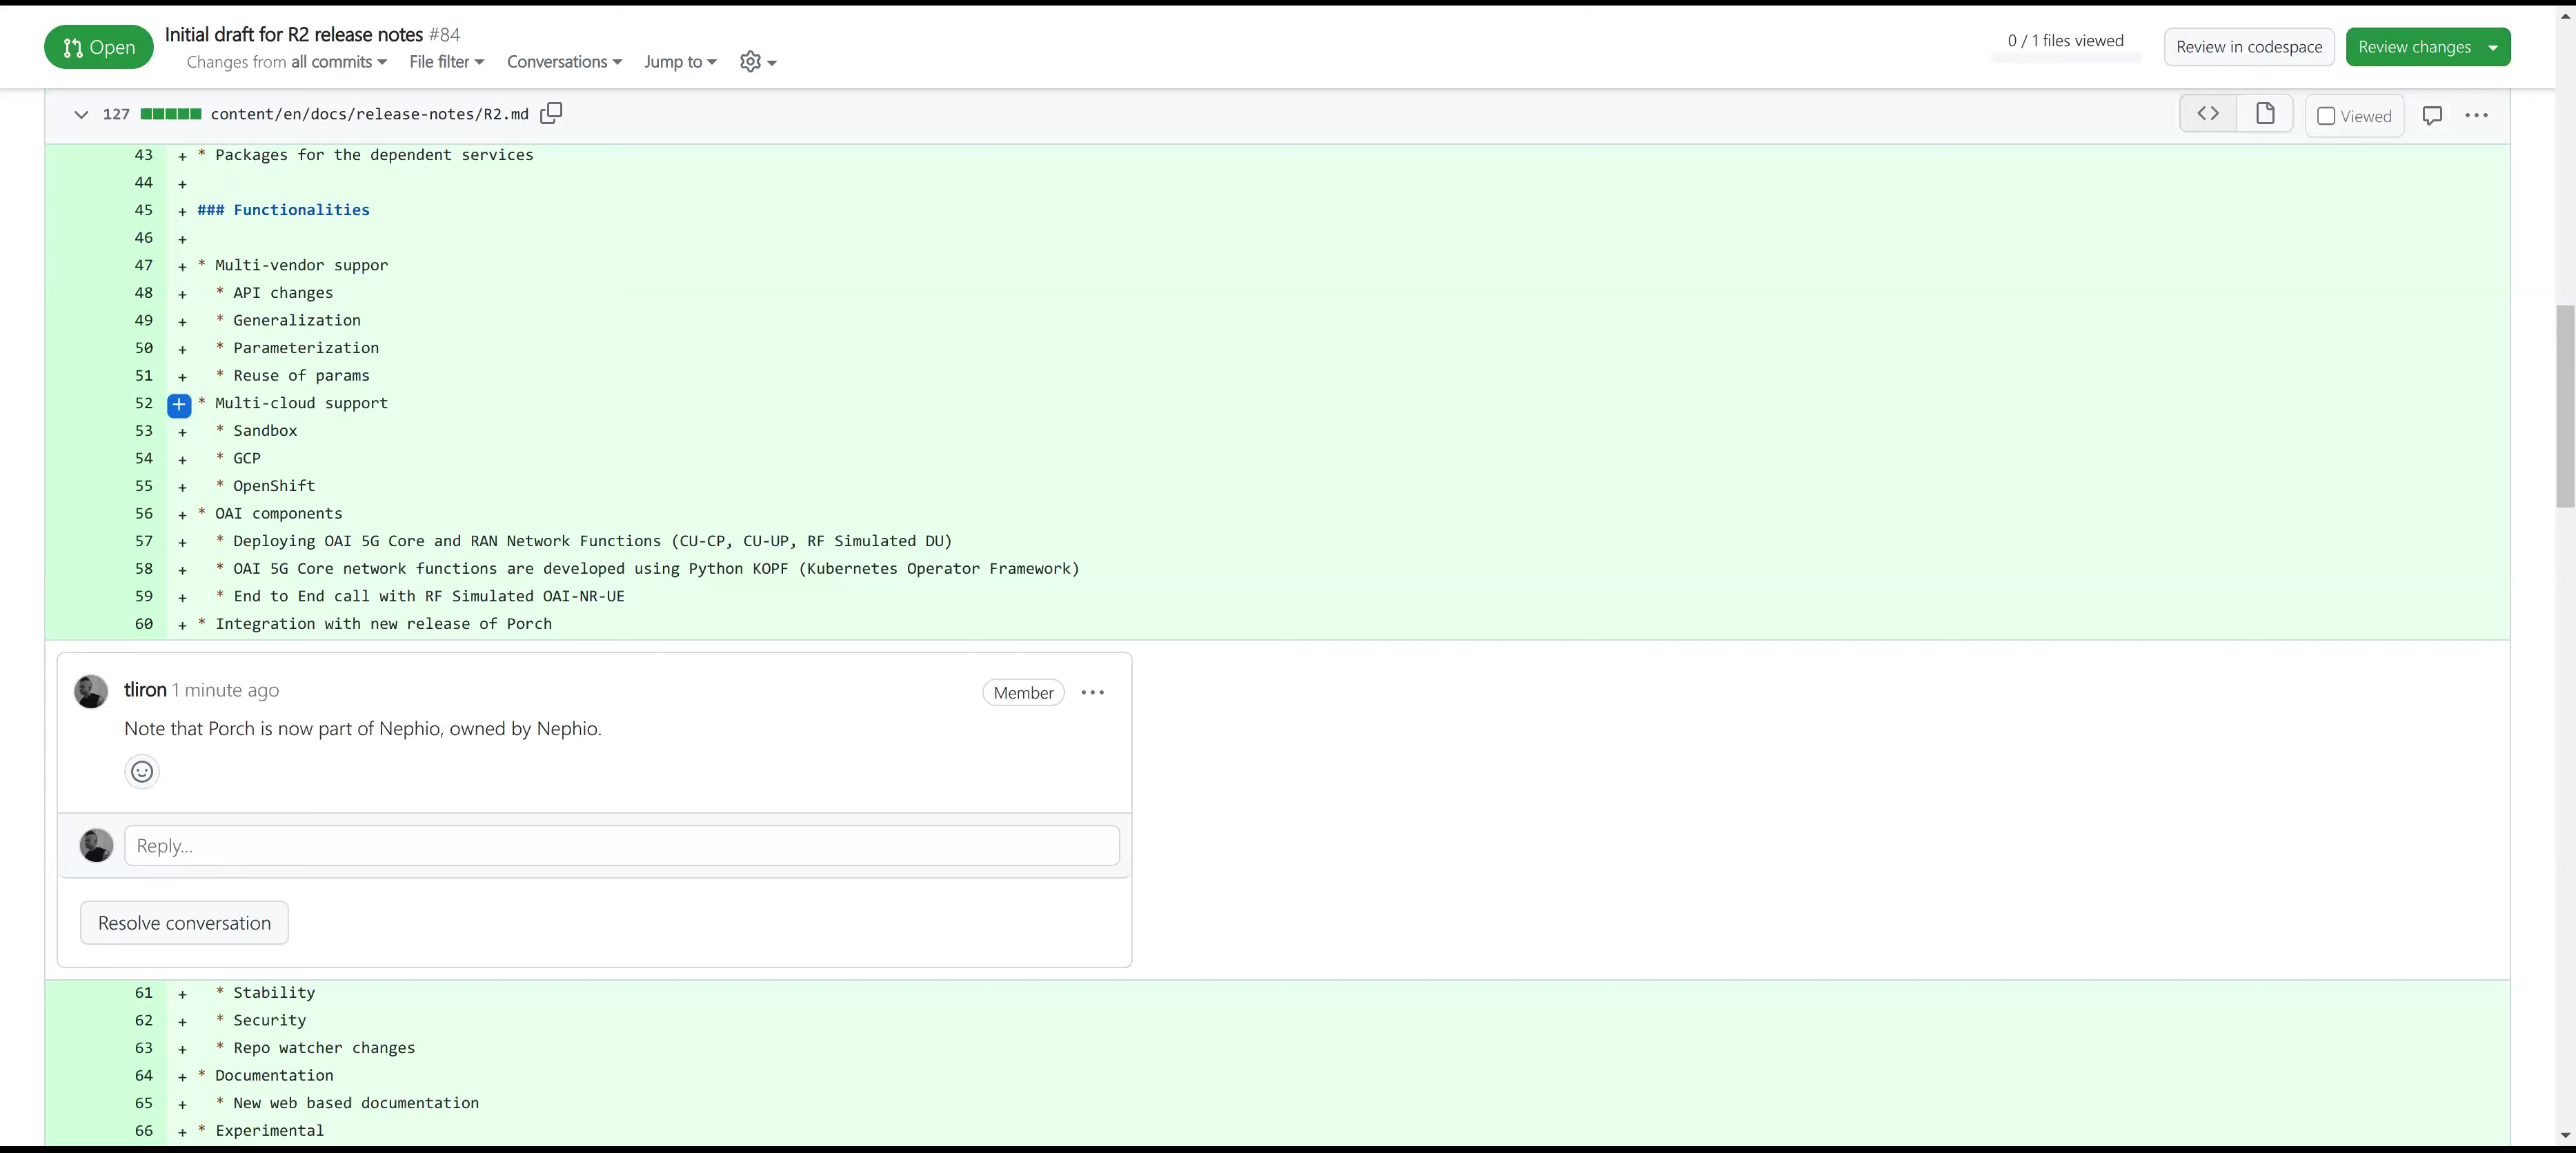 Open
Initial draft for R2 release notes #84
Changes from all commits File filter Conversations Jump to
0 / 1 files viewed
Review in codespace
Review changes
127 content/en/docs/release-notes/R2.md
Viewed
43 + * Packages for the dependent services
44 +
45 + ### Functionalities
46 +
47 + * Multi-vendor suppor
48 + * API changes
49 + * Generalization
50 + * Parameterization
51 + * Reuse of params
52 + * Multi-cloud support
53 + * Sandbox
54 + * GCP
55 + * OpenShift
56 + * OAI components
57 + * Deploying OAI 5G Core and RAN Network Functions (CU-CP, CU-UP, RF Simulated DU)
58 + * OAI 5G Core network functions are developed using Python KOPF (Kubernetes Operator Framework)
59 + * End to End call with RF Simulated OAI-NR-UE
60 + * Integration with new release of Porch
tliron 1 minute ago
Member
Note that Porch is now part of Nephio, owned by Nephio.
Reply...
Resolve conversation
61 + * Stability
62 + * Security
63 + * Repo watcher changes
64 + * Documentation
65 + * New web based documentation
66 + * Experimental